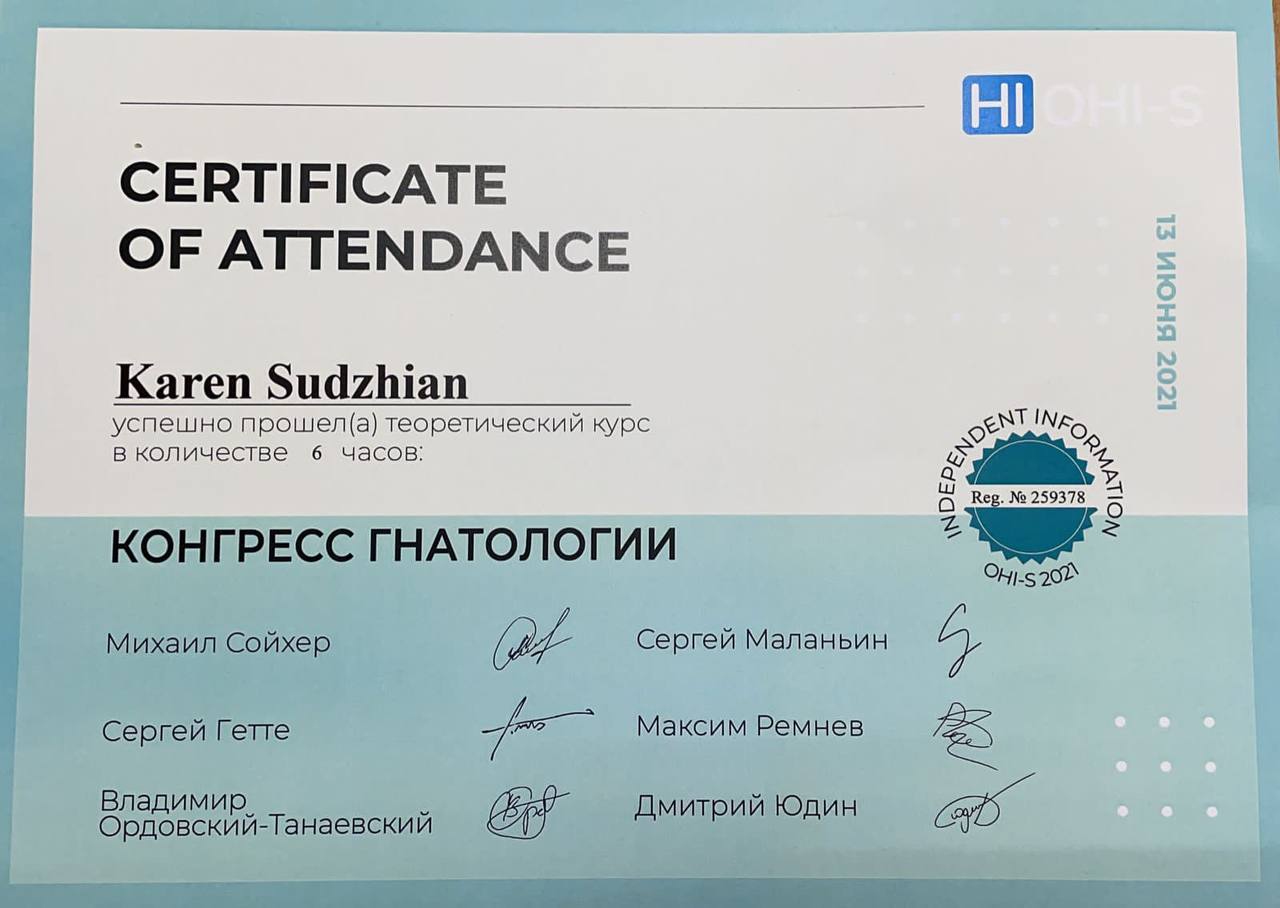 HI OHI-S
CERTIFICATE
OF ATTENDANCE
13 ИЮНЯ 2021
Karen Sudzhian
успешно прошел(а) теоретический курс
в количестве 6 часов:
INDEPENDENT INFORMATION
Reg. № 259378
OHI-S 2021
КОНГРЕСС ГНАТОЛОГИИ
Михаил Сойхер
Сергей Маланьин
Сергей Гетте
Максим Ремнев
Владимир
Ордовский-Танаевский
Дмитрий Юдин